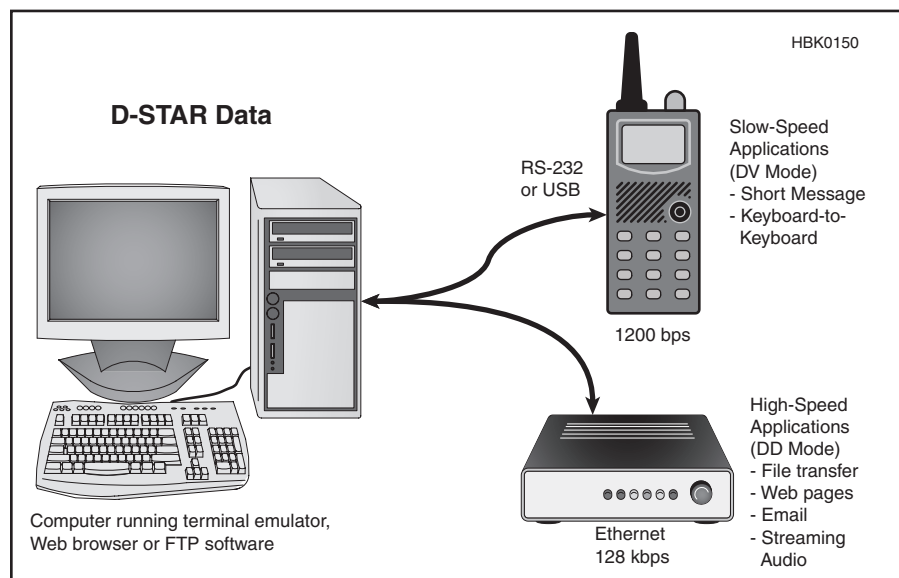 HBK0150
D-STAR Data
RS-232
or USB
Slow-Speed
Applications
(DV Mode)
- Short Message
- Keyboard-to-
Keyboard
1200 bps
High-Speed
Applications
(DD Mode)
- File transfer
- Web pages
- Email
- Streaming
Audio
Ethernet
128 kbps
Computer running terminal emulator,
Web browser or FTP software